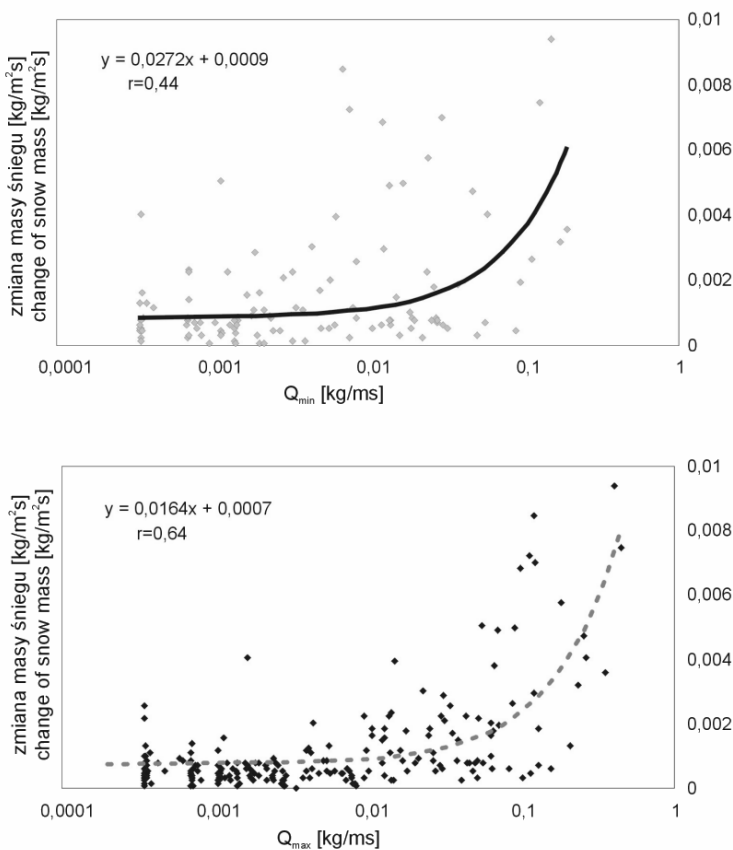 0,01
y = 0,0272x + 0,0009
r=0,44
0,008
0,006
0,004
0,002
0
zmiana masy śniegu [kg/m²s]
change of snow mass [kg/m²s]
0,0001 0,001 0,01 0,1 1
Qmin [kg/ms]
0,01
y = 0,0164x + 0,0007
r=0,64
0,008
0,006
0,004
0,002
0
zmiana masy śniegu [kg/m²s]
change of snow mass [kg/m²s]
0,0001 0,001 0,01 0,1 1
Qmax [kg/ms]